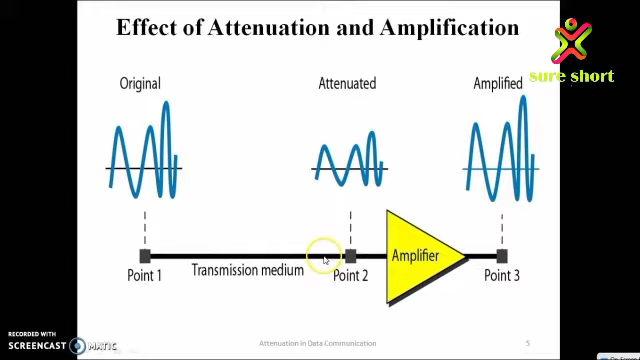 Effect of Attenuation and Amplification
sure short
Original
Attenuated
Amplified
Amplifier
Point 1
Transmission medium
Point 2
Point 3
RECORDED WITH
SCREENCAST MATIC
Attenuation in Data Communication
5